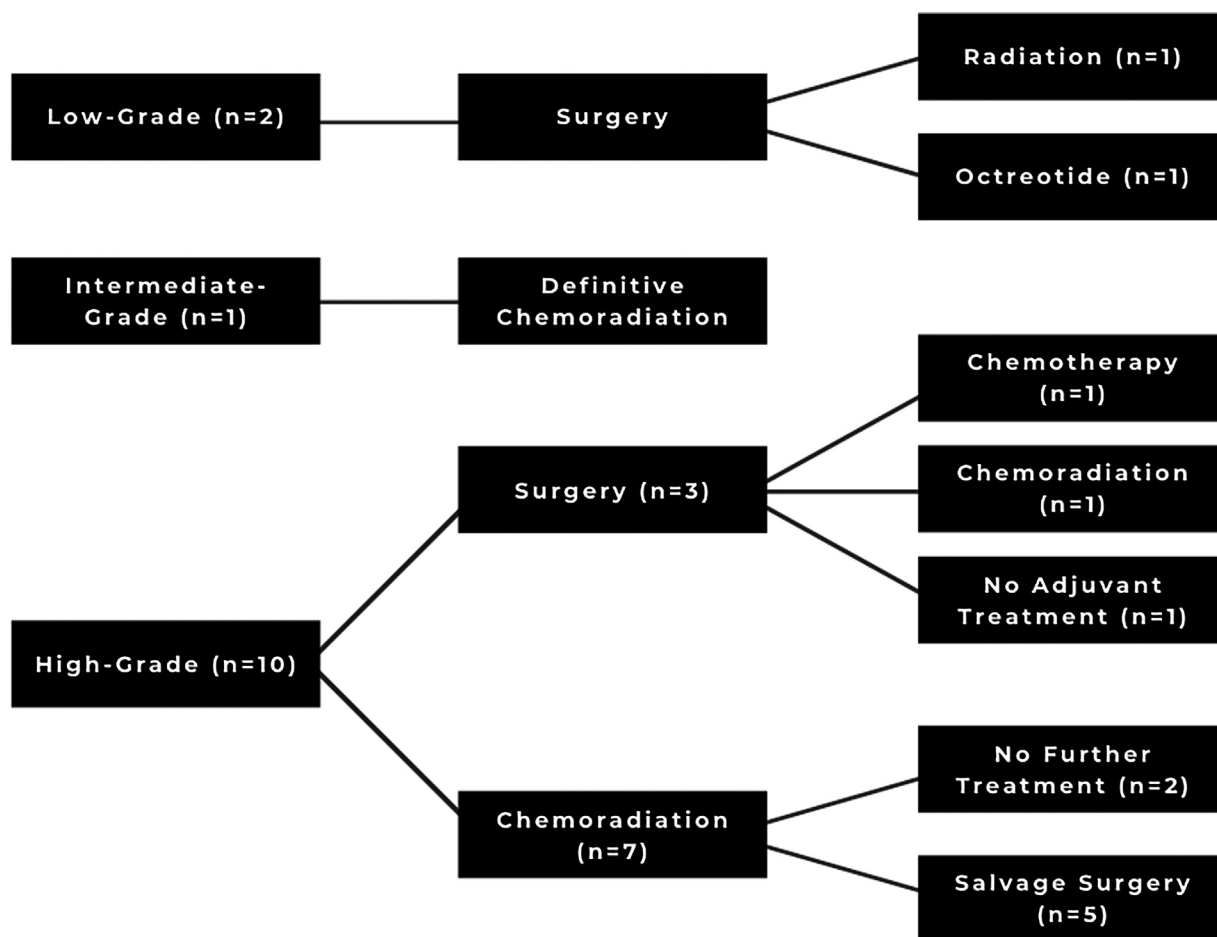 Low-Grade (n=2)
Surgery
Radiation (n=1)
Octreotide (n=1)
Intermediate-
Grade (n=1)
Definitive
Chemoradiation
High-Grade (n=10)
Surgery (n=3)
Chemotherapy
(n=1)
Chemoradiation
(n=1)
No Adjuvant
Treatment (n=1)
Chemoradiation
(n=7)
No Further
Treatment (n=2)
Salvage Surgery
(n=5)